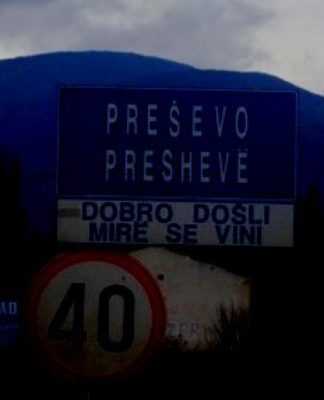 PREŠEVO
PRESHEVË
DOBRO DOŠLI
MIRË SE VINI
40